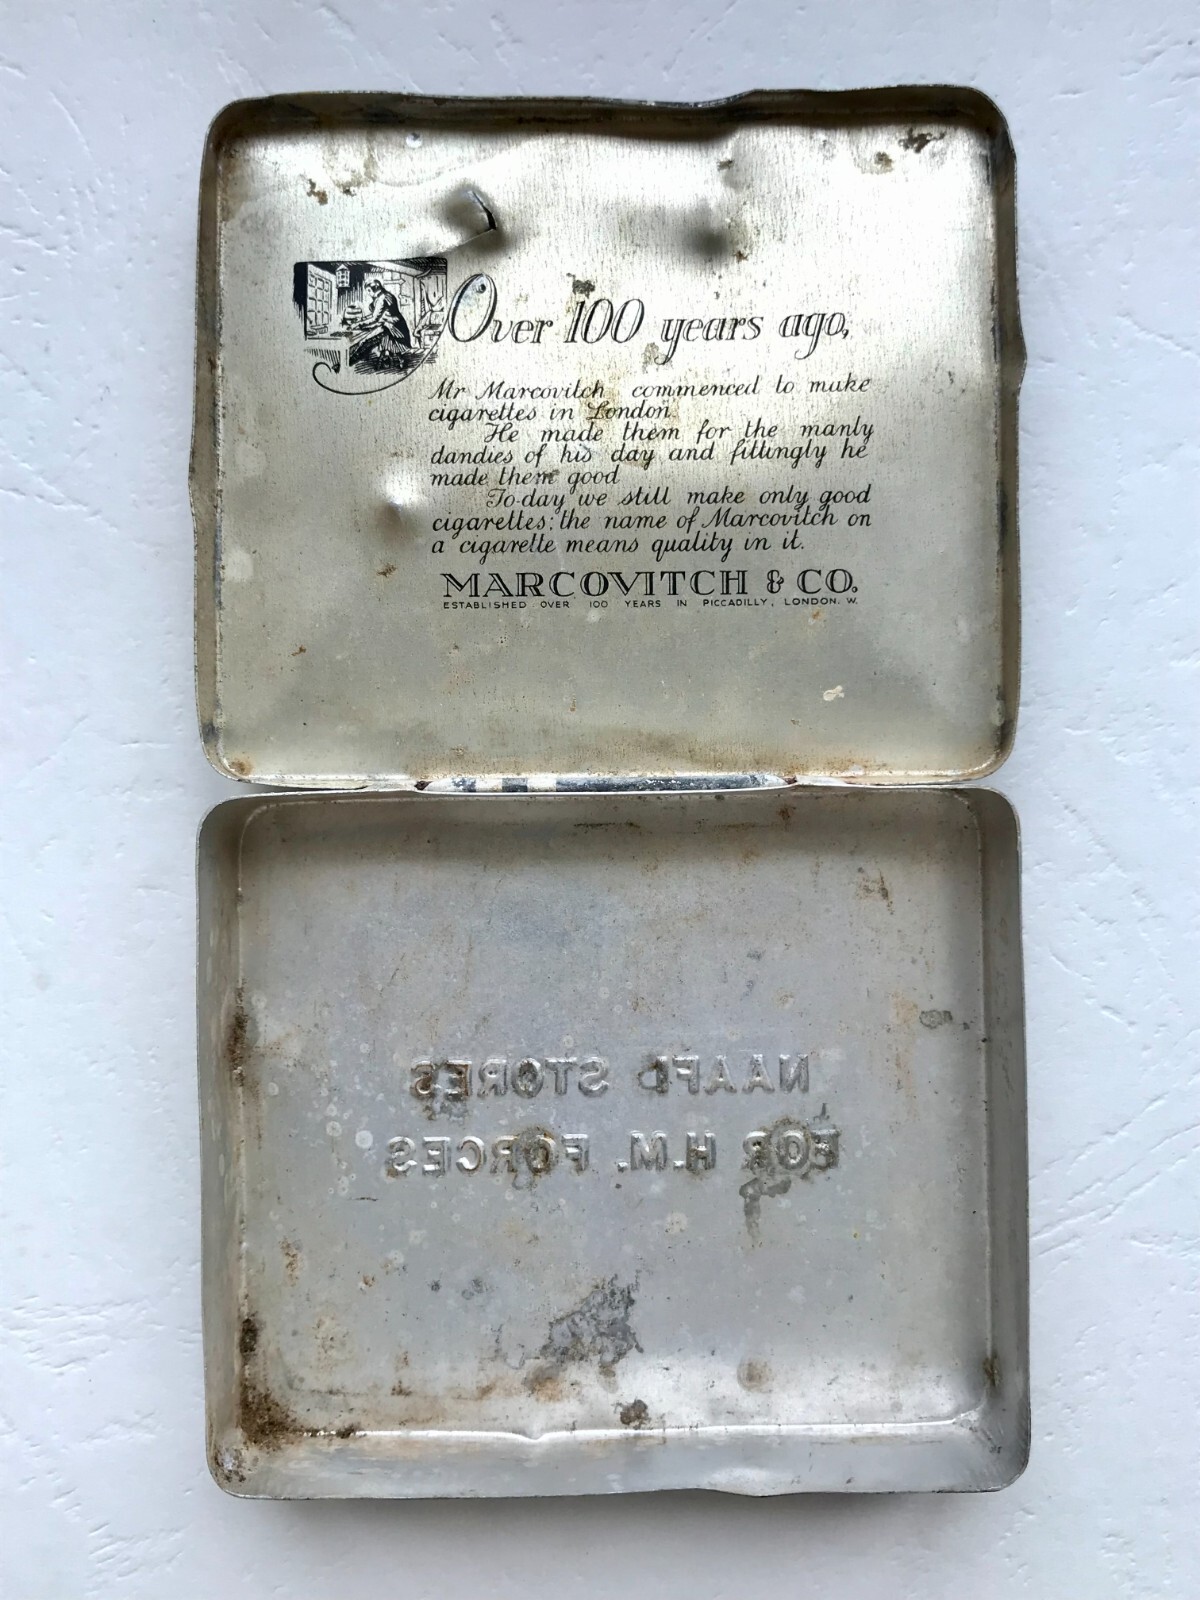 Over 100 years ago,
Mr Marcovitch commenced to make
cigarettes in London.
He made them for the manly
dandies of his day and fittingly he
made them good
To-day we still make only good
cigarettes: the name of Marcovitch on
a cigarette means quality in it.
MARCOVITCH & CO.
ESTABLISHED OVER 100 YEARS IN PICCADILLY, LONDON. W.
NAAFI STORES
FOR H.M. FORCES